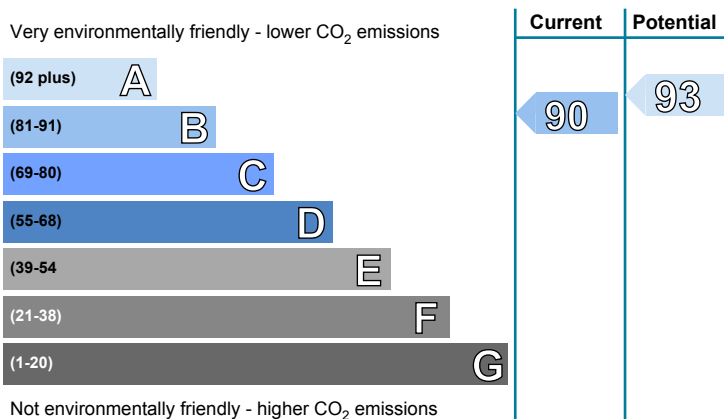 Current Potential
Very environmentally friendly - lower CO2 emissions
(92 plus) A
93
(81-91) B
90
(69-80) C
(55-68) D
(39-54 E
(21-38) F
(1-20) G
Not environmentally friendly - higher CO2 emissions